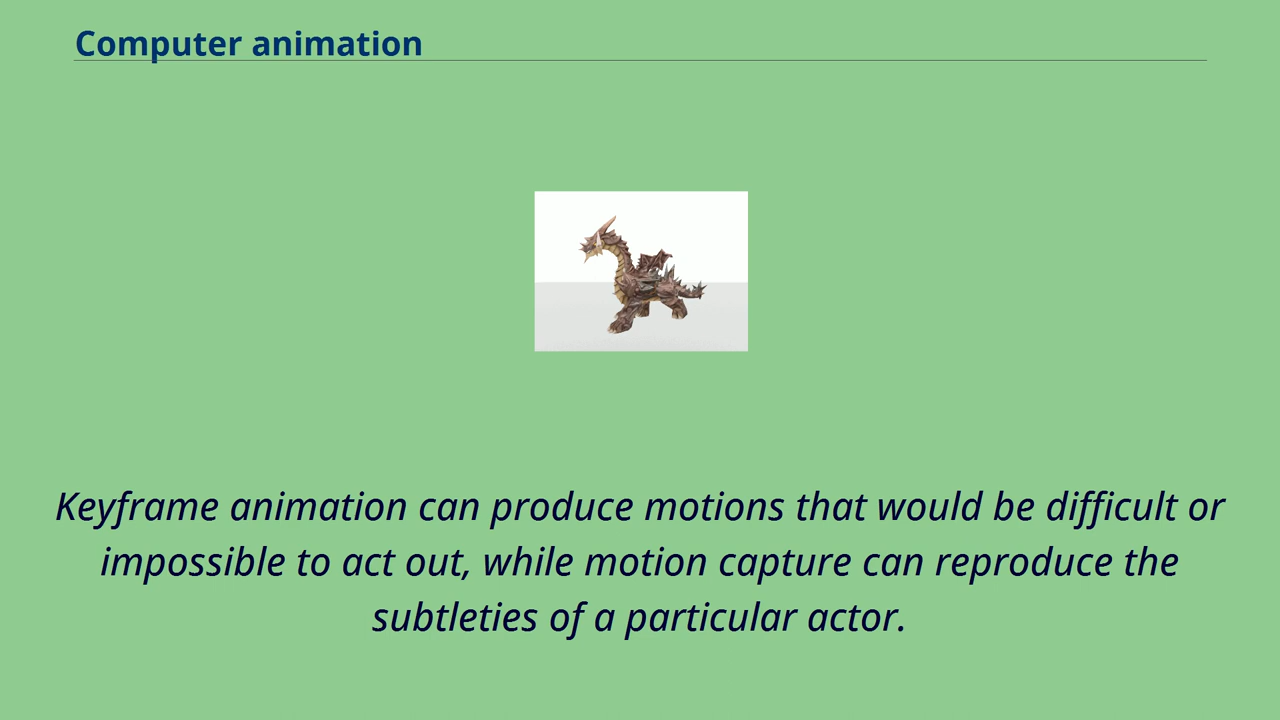 Computer animation
Keyframe animation can produce motions that would be difficult or
impossible to act out, while motion capture can reproduce the
subtleties of a particular actor.